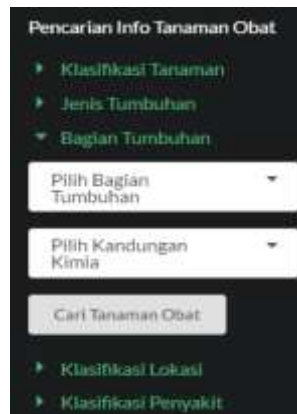 Pencarian Info Tanaman Obat
Klasifikasi Tanaman
Jenis Tumbuhan
Bagian Tumbuhan
Pilih Bagian
Tumbuhan
Pilih Kandungan
Kimia
Cari Tanaman Obat
Klasifikasi Lokasi
Klasifikasi Penyakit